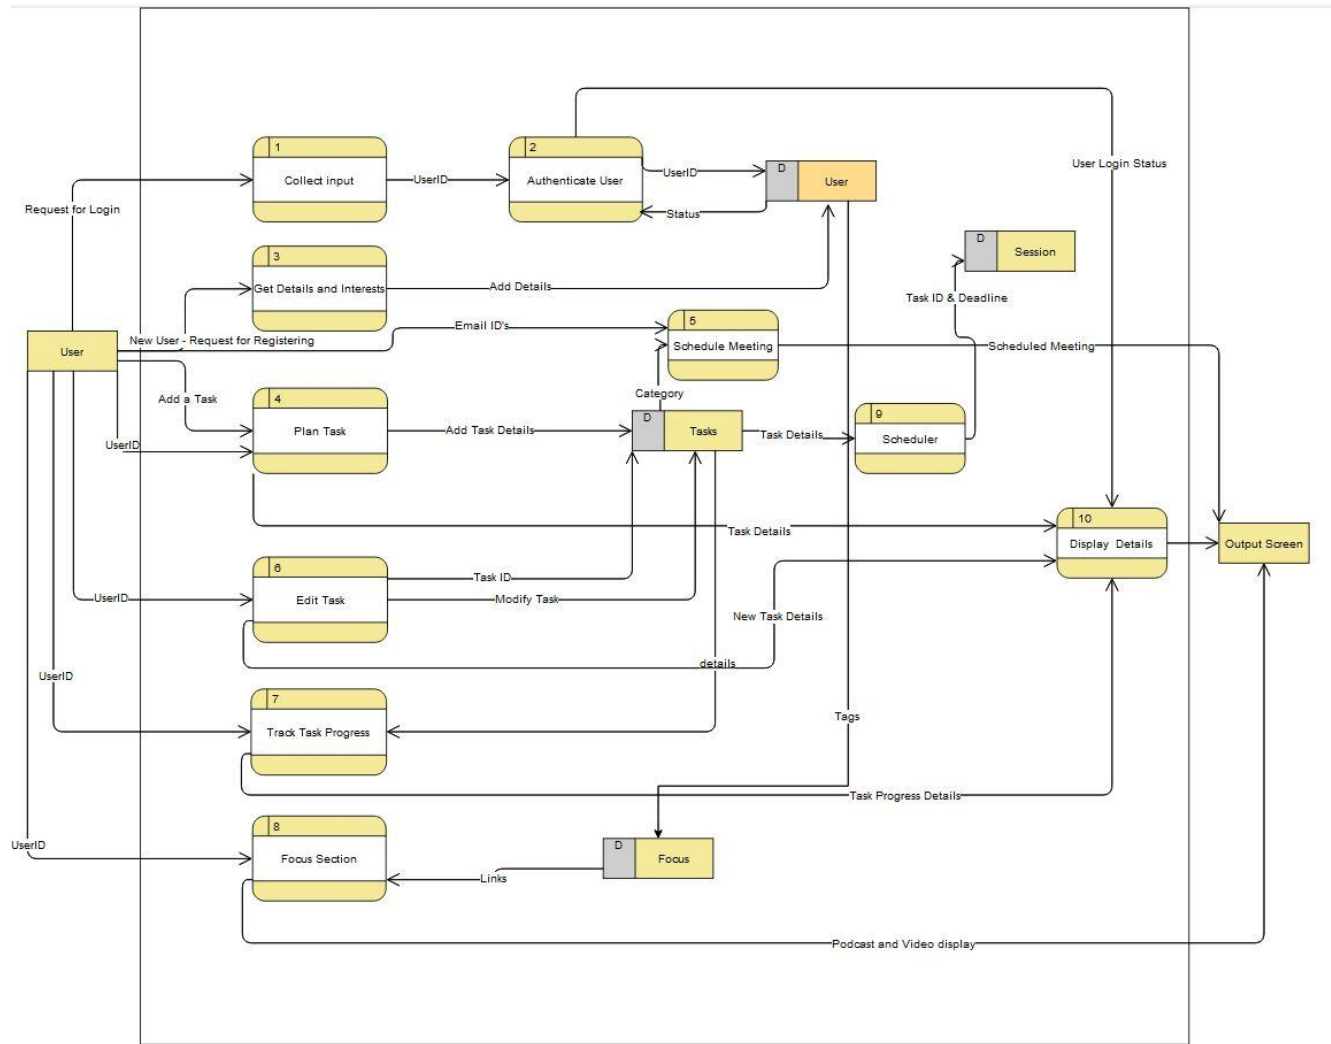 1
Collect input
UserID
2
Authenticate User
UserID
Status
D
User
User Login Status
Request for Login
3
Get Details and Interests
Add Details
D
Session
Task ID & Deadline
User
New User - Request for Registering
Email ID's
5
Schedule Meeting
Scheduled Meeting
Category
Add a Task
UserID
4
Plan Task
Add Task Details
D
Tasks
Task Details
9
Scheduler
Task Details
10
Display Details
Output Screen
6
Edit Task
Task ID
Modify Task
UserID
New Task Details
details
UserID
7
Track Task Progress
Tags
Task Progress Details
UserID
8
Focus Section
Links
D
Focus
Podcast and Video display